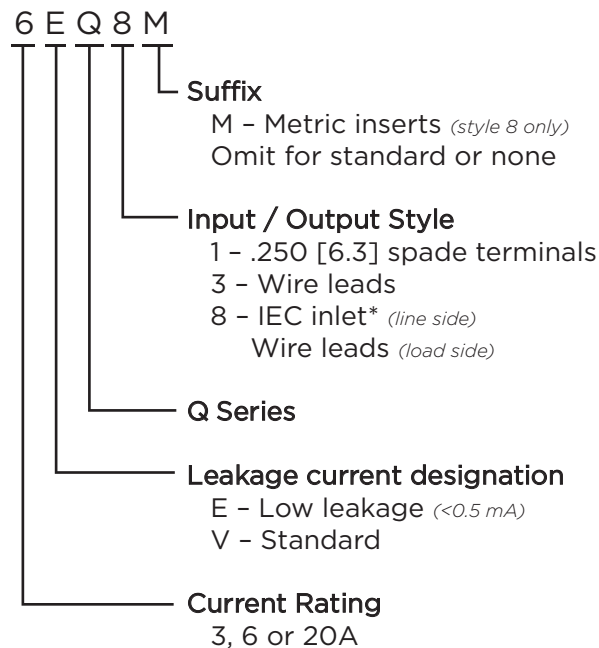 6 E Q 8 M
Suffix
M – Metric inserts (style 8 only)
Omit for standard or none
Input / Output Style
1 – .250 [6.3] spade terminals
3 – Wire leads
8 – IEC inlet* (line side)
Wire leads (load side)
Q Series
Leakage current designation
E – Low leakage (<0.5 mA)
V – Standard
Current Rating
3, 6 or 20A